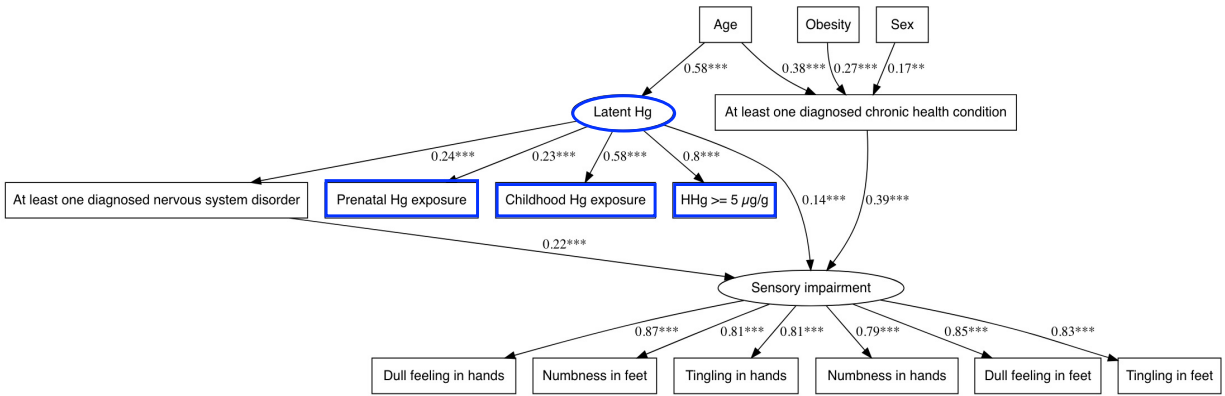 Age
Obesity
Sex
0.58***
0.38***
0.27***
0.17**
Latent Hg
At least one diagnosed chronic health condition
0.24***
0.23***
0.58***
0.8***
At least one diagnosed nervous system disorder
Prenatal Hg exposure
Childhood Hg exposure
HHg >= 5 µg/g
0.14***
0.39***
0.22***
Sensory impairment
0.87***
0.81***
0.81***
0.79***
0.85***
0.83***
Dull feeling in hands
Numbness in feet
Tingling in hands
Numbness in hands
Dull feeling in feet
Tingling in feet